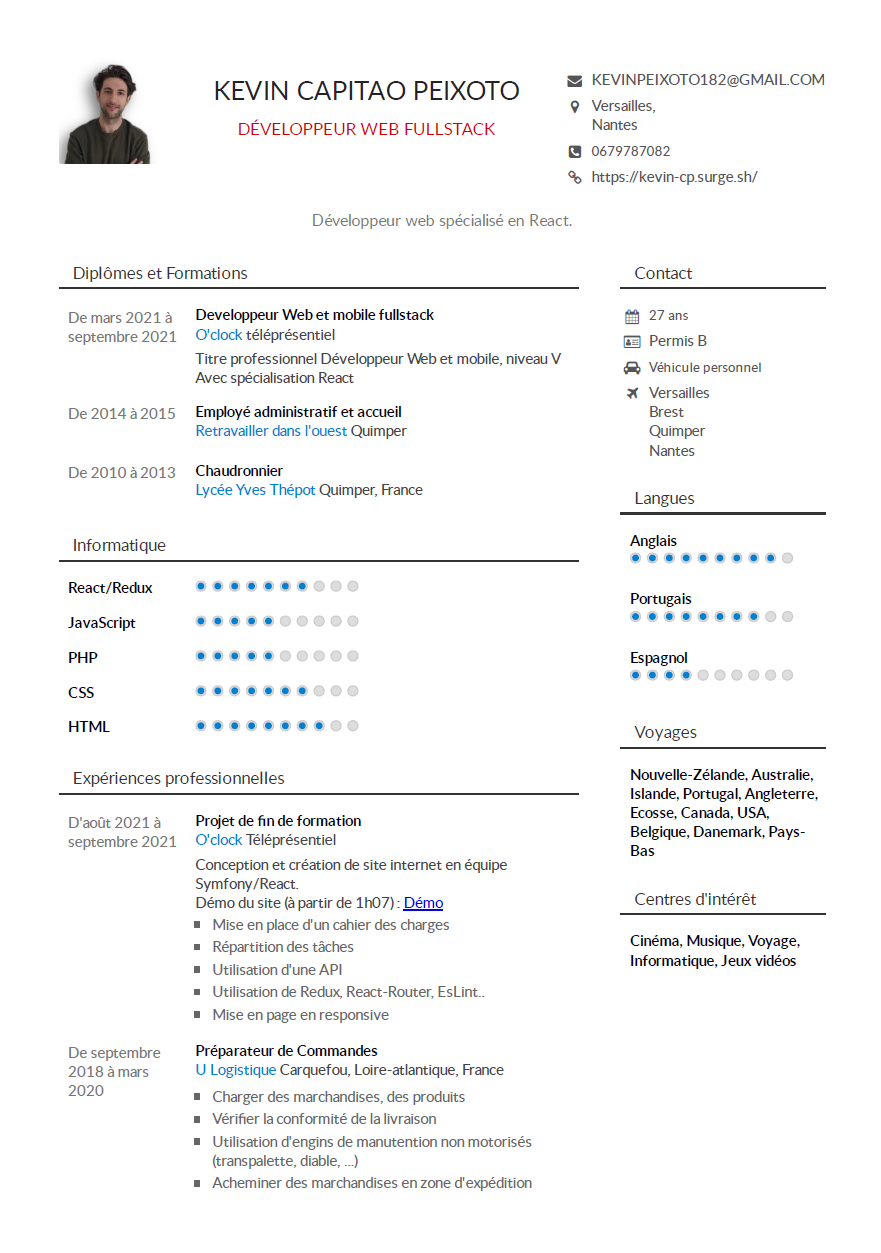 KEVIN CAPITAO PEIXOTO
DÉVELOPPEUR WEB FULLSTACK
KEVINPEIXOTO182@GMAIL.COM
Versailles,
Nantes
0679787082
https://kevin-cp.surge.sh/
Développeur web spécialisé en React.
Diplômes et Formations
De mars 2021 à
septembre 2021
Developpeur Web et mobile fullstack
O'clock téléprésentiel
Titre professionnel Développeur Web et mobile, niveau V
Avec spécialisation React
De 2014 à 2015
Employé administratif et accueil
Retravailler dans l'ouest Quimper
De 2010 à 2013
Chaudronnier
Lycée Yves Thépot Quimper, France
Informatique
React/Redux
JavaScript
PHP
CSS
HTML
Expériences professionnelles
D'août 2021 à
septembre 2021
Projet de fin de formation
O'clock Téléprésentiel
Conception et création de site internet en équipe
Symfony/React.
Démo du site (à partir de 1h07) : Démo
Mise en place d'un cahier des charges
Répartition des tâches
Utilisation d'une API
Utilisation de Redux, React-Router, EsLint..
Mise en page en responsive
De septembre
2018 à mars
2020
Préparateur de Commandes
U Logistique Carquefou, Loire-atlantique, France
Charger des marchandises, des produits
Vérifier la conformité de la livraison
Utilisation d'engins de manutention non motorisés
(transpalette, diable, ...)
Acheminer des marchandises en zone d'expédition
Contact
27 ans
Permis B
Véhicule personnel
Versailles
Brest
Quimper
Nantes
Langues
Anglais
Portugais
Espagnol
Voyages
Nouvelle-Zélande, Australie,
Islande, Portugal, Angleterre,
Ecosse, Canada, USA,
Belgique, Danemark, Pays-
Bas
Centres d'intérêt
Cinéma, Musique, Voyage,
Informatique, Jeux vidéos